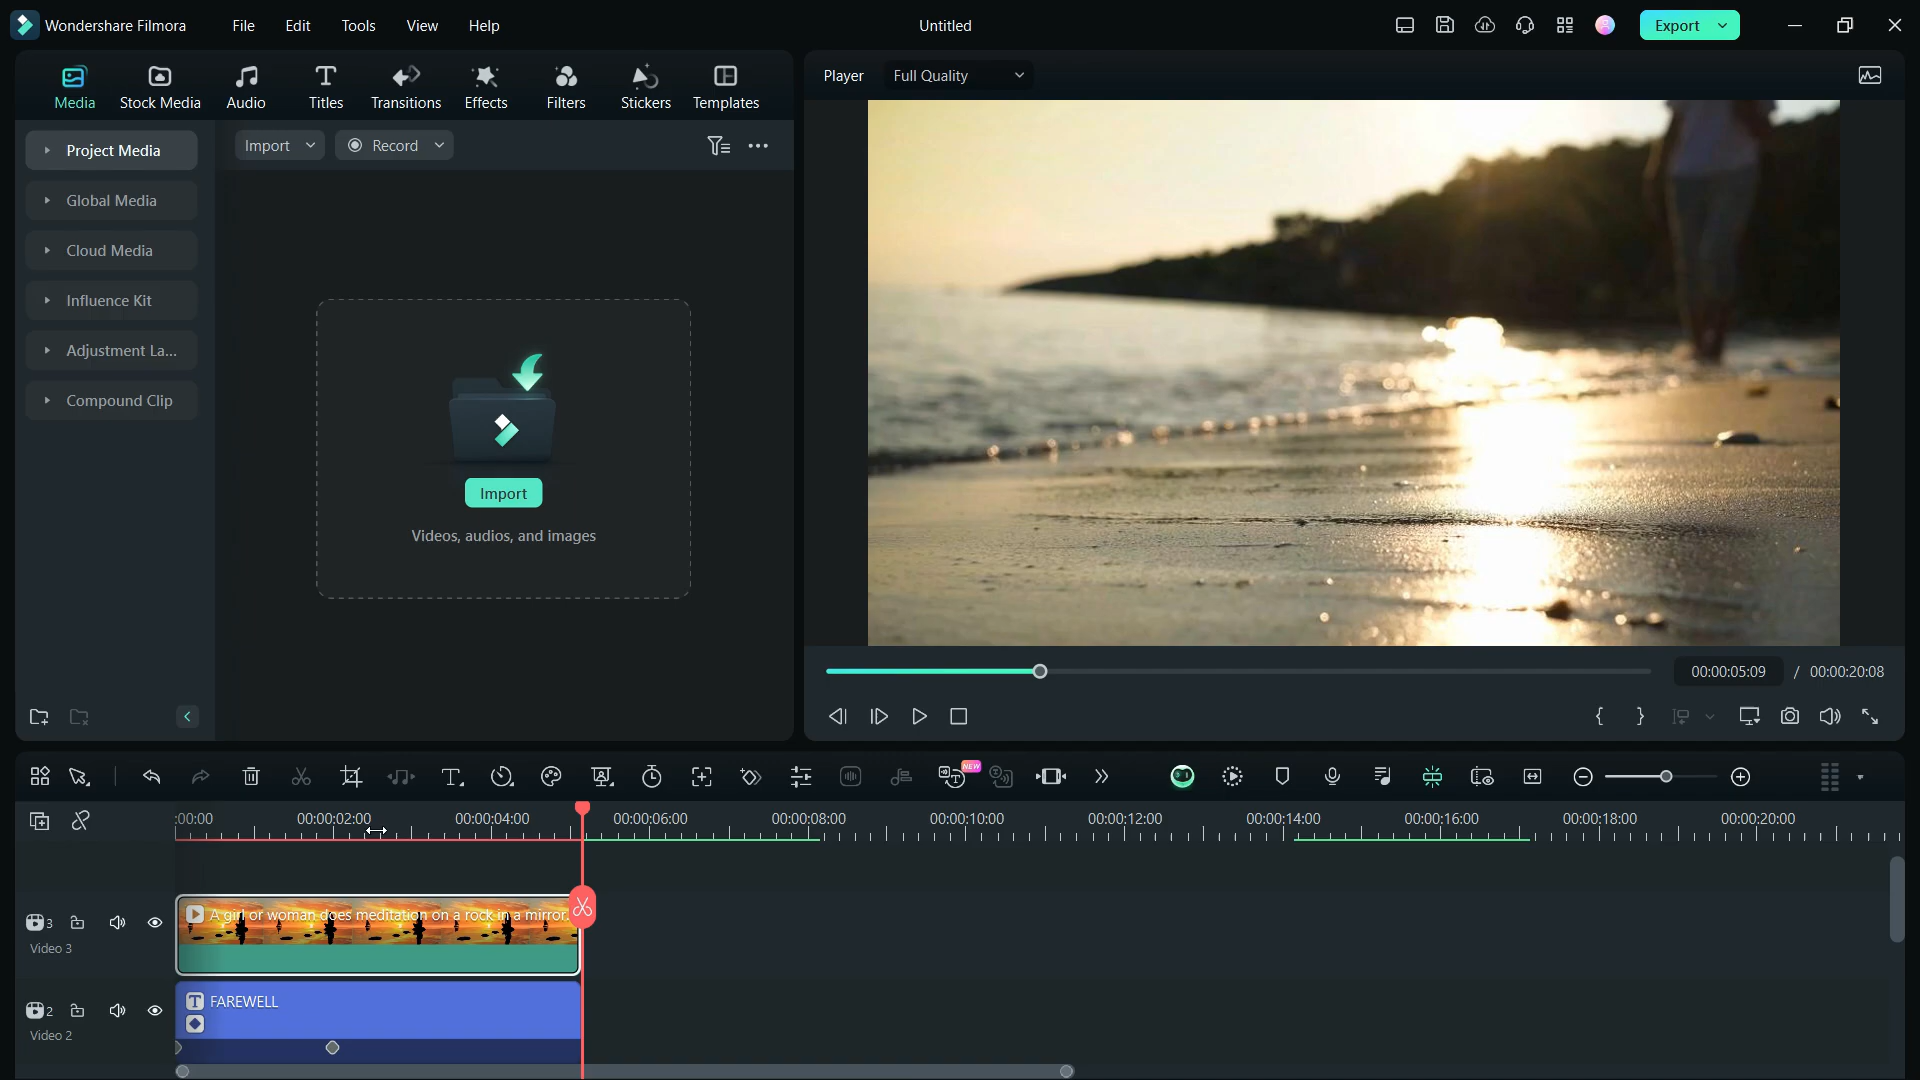 Wondershare Filmora
File
Edit
Tools
View
Help
Untitled
Export
Media
Stock Media
Audio
Titles
Transitions
Effects
Filters
Stickers
Templates
Player
Full Quality
Project Media
Global Media
Cloud Media
Influence Kit
Adjustment La...
Compound Clip
Import
Record
Import
Videos, audios, and images
00:00:05:09 / 00:00:20:08
NEW
:00:00
00:00:02:00
00:00:04:00
00:00:06:00
00:00:08:00
00:00:10:00
00:00:12:00
00:00:14:00
00:00:16:00
00:00:18:00
00:00:20:00
3
Video 3
A girl or woman does meditation on a rock in a mirror.
2
Video 2
T FAREWELL